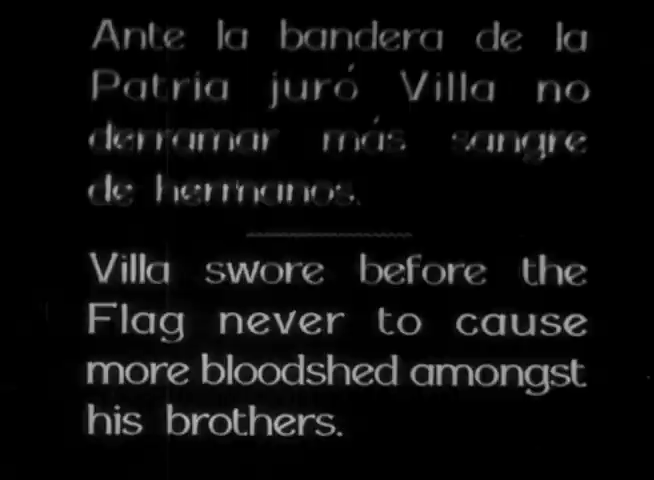 Ante la bandera de la
Patria juró Villa no
derramar más sangre
de hermanos.
Villa swore before the
Flag never to cause
more bloodshed amongst
his brothers.